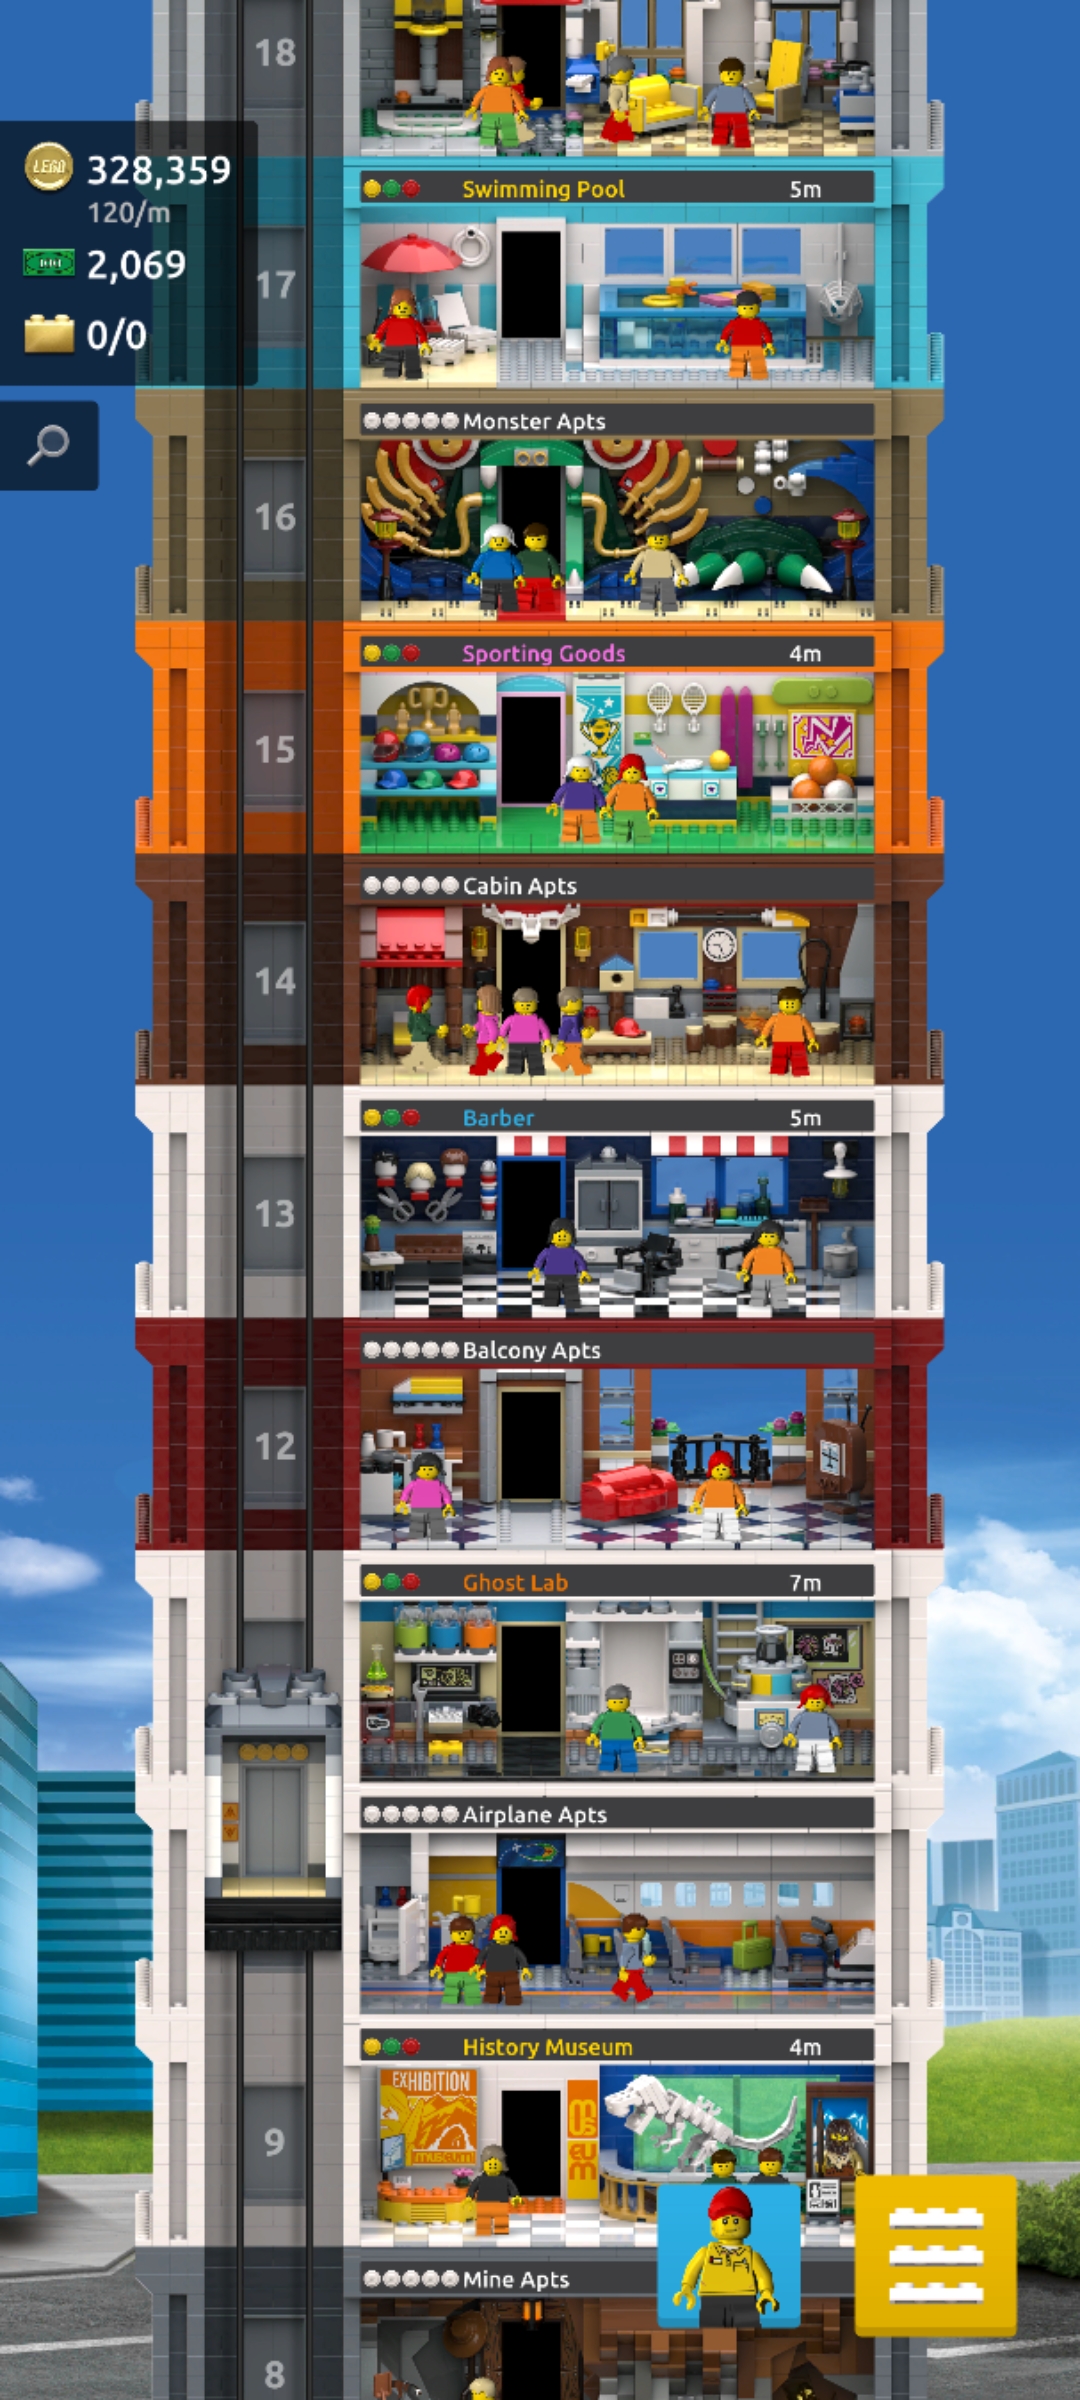 18
LEGO 328,359
120/m
2,069
0/0
Swimming Pool 5m
17
Monster Apts
16
Sporting Goods 4m
15
Cabin Apts
14
Barber 5m
13
Balcony Apts
12
Ghost Lab 7m
Airplane Apts
History Museum 4m
EXHIBITION
museum
MUS
EUM
9
Mine Apts
8